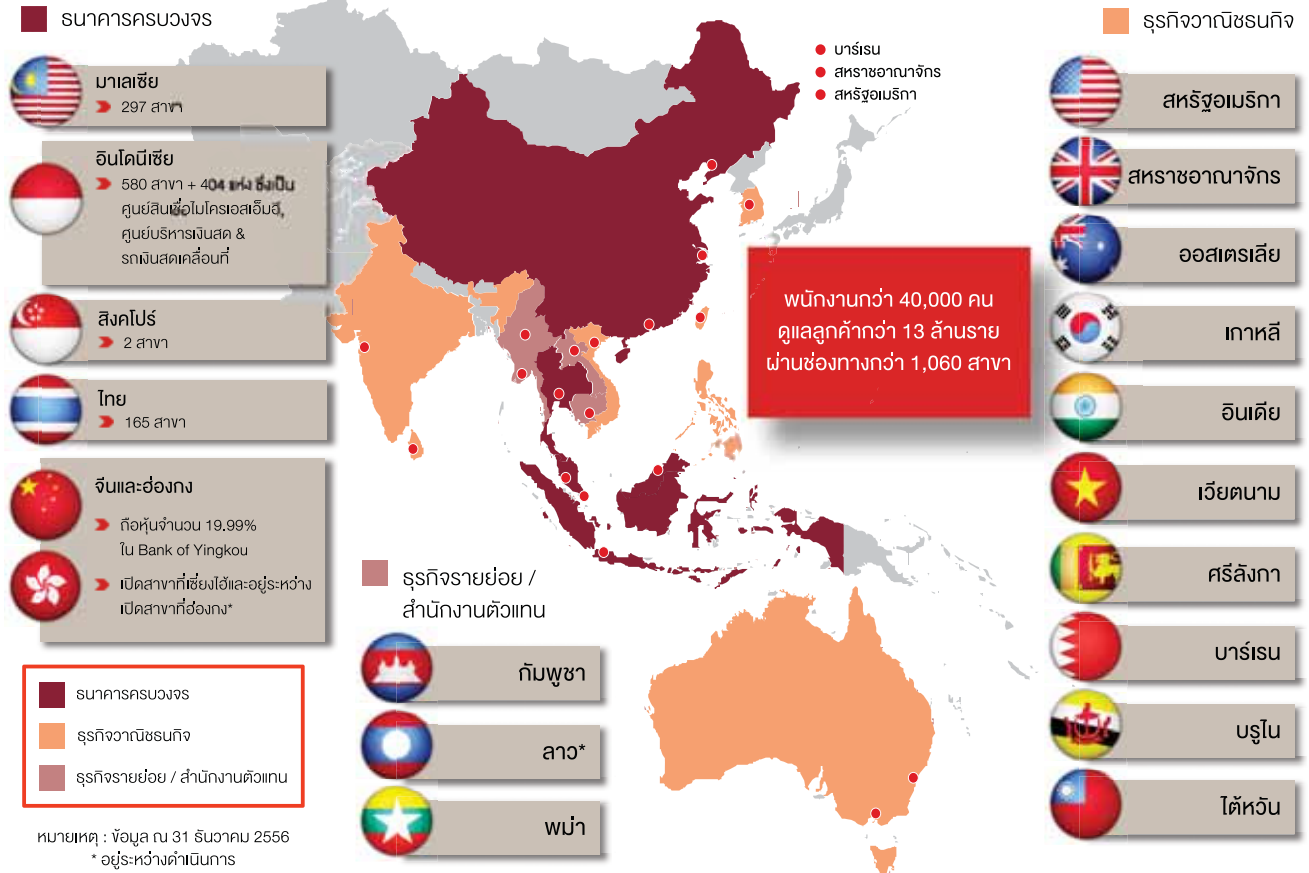 ธนาคารครบวงจร
มาเลเซีย
297 สาขา
อินโดนีเซีย
580 สาขา + 404 แห่ง ซึ่งเป็น
ศูนย์สินเชื่อไมโครเอสเอ็มอี,
ศูนย์บริหารเงินสด &
รถเงินสดเคลื่อนที่
สิงคโปร์
2 สาขา
ไทย
165 สาขา
จีนและฮ่องกง
ถือหุ้นจำนวน 19.99%
ใน Bank of Yingkou
เปิดสาขาที่เซี่ยงไฮ้และอยู่ระหว่าง
เปิดสาขาที่ฮ่องกง*
ธนาคารครบวงจร
ธุรกิจวาณิชธนกิจ
ธุรกิจรายย่อย / สำนักงานตัวแทน
หมายเหตุ : ข้อมูล ณ 31 ธันวาคม 2556
* อยู่ระหว่างดำเนินการ
บาร์เรน
สหราชอาณาจักร
สหรัฐอเมริกา
พนักงานกว่า 40,000 คน
ดูแลลูกค้ากว่า 13 ล้านราย
ผ่านช่องทางกว่า 1,060 สาขา
ธุรกิจรายย่อย /
สำนักงานตัวแทน
กัมพูชา
ลาว*
พม่า
ธุรกิจวาณิชธนกิจ
สหรัฐอเมริกา
สหราชอาณาจักร
ออสเตรเลีย
เกาหลี
อินเดีย
เวียตนาม
ศรีลังกา
บาร์เรน
บรูไน
ไต้หวัน